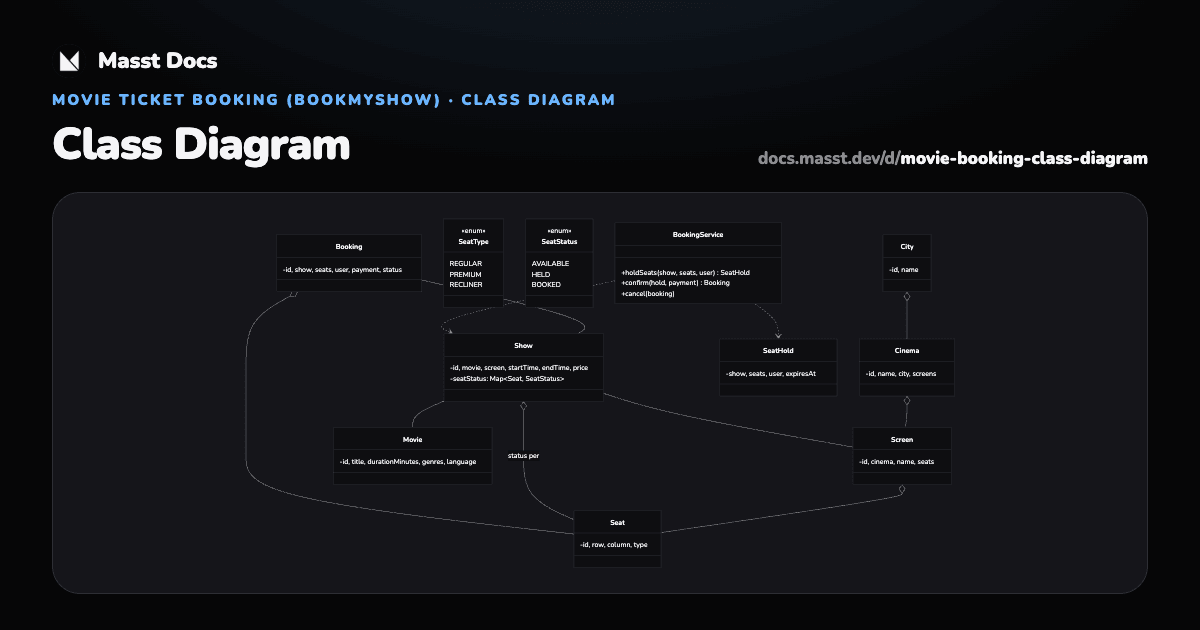 Masst Docs
MOVIE TICKET BOOKING (BOOKMYSHOW) · CLASS DIAGRAM
Class Diagram
docs.masst.dev/d/movie-booking-class-diagram
Booking
-id, show, seats, user, payment, status
«enum»
SeatType
REGULAR
PREMIUM
RECLINER
«enum»
SeatStatus
AVAILABLE
HELD
BOOKED
BookingService
+holdSeats(show, seats, user) : SeatHold
+confirm(hold, payment) : Booking
+cancel(booking)
City
-id, name
Show
-id, movie, screen, startTime, endTime, price
-seatStatus: Map<Seat, SeatStatus>
SeatHold
-show, seats, user, expiresAt
Cinema
-id, name, city, screens
Movie
-id, title, durationMinutes, genres, language
status per
Screen
-id, cinema, name, seats
Seat
-id, row, column, type